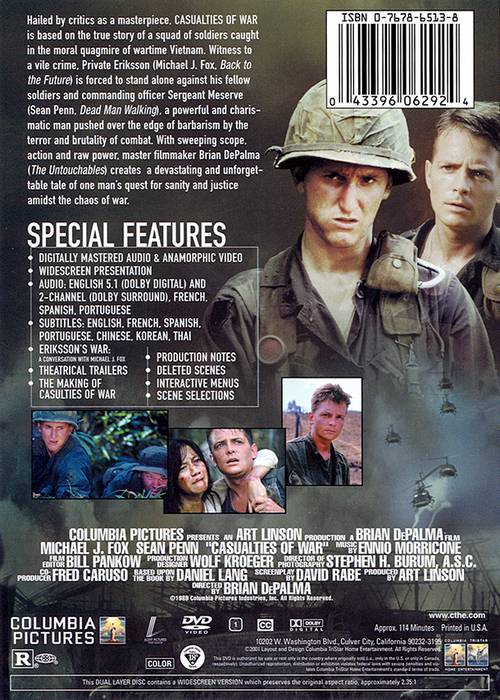 Hailed by critics as a masterpiece, CASUALTIES OF WAR
is based on the true story of a squad of soldiers caught
in the moral quagmire of wartime Vietnam. Witness to
a vile crime, Private Eriksson (Michael J. Fox, Back to
the Future) is forced to stand alone against his fellow
soldiers and commanding officer Sergeant Meserve
(Sean Penn, Dead Man Walking), a powerful and charis-
matic man pushed over the edge of barbarism by the
terror and brutality of combat. With sweeping scope,
action and raw power, master filmmaker Brian DePalma
(The Untouchables) creates a devastating and unforget-
table tale of one man's quest for sanity and justice
amidst the chaos of war.
ISBN 0-7678-6513-8
0 43396 06292 4
SPECIAL FEATURES
• DIGITALLY MASTERED AUDIO & ANAMORPHIC VIDEO
• WIDESCREEN PRESENTATION
• AUDIO: ENGLISH 5.1 (DOLBY DIGITAL) AND
2-CHANNEL (DOLBY SURROUND), FRENCH,
SPANISH, PORTUGUESE
• SUBTITLES: ENGLISH, FRENCH, SPANISH,
PORTUGUESE, CHINESE, KOREAN, THAI
• ERIKSSON'S WAR:
A CONVERSATION WITH MICHAEL J. FOX
• THEATRICAL TRAILERS
• THE MAKING OF
CASULTIES OF WAR
• PRODUCTION NOTES
• DELETED SCENES
• INTERACTIVE MENUS
• SCENE SELECTIONS
COLUMBIA PICTURES PRESENTS AN ART LINSON PRODUCTION A BRIAN DePALMA FILM
MICHAEL J. FOX SEAN PENN "CASUALTIES OF WAR" MUSIC BY ENNIO MORRICONE
FILM EDITOR BILL PANKOW PRODUCTION DESIGNER WOLF KROEGER DIRECTOR OF PHOTOGRAPHY STEPHEN H. BURUM, A.S.C.
CO-PRODUCER FRED CARUSO BASED UPON THE BOOK BY DANIEL LANG SCREENPLAY BY DAVID RABE PRODUCED BY ART LINSON
DIRECTED BY BRIAN DePALMA
©1989 Columbia Pictures Industries, Inc. All Rights Reserved.
www.cthe.com
COLUMBIA
PICTURES
DVD
VIDEO
1
CC
DOLBY
DIGITAL
Approx. 114 Minutes Printed in U.S.A.
10202 W. Washington Blvd., Culver City, California 90232-3195
©2001 Layout and Design Columbia TriStar Home Entertainment. All Rights Reserved.
R
COLOR
COLUMBIA TRISTAR
This DUAL LAYER DISC contains a WIDESCREEN VERSION which preserves the original aspect ratio, approximately 2.35:1